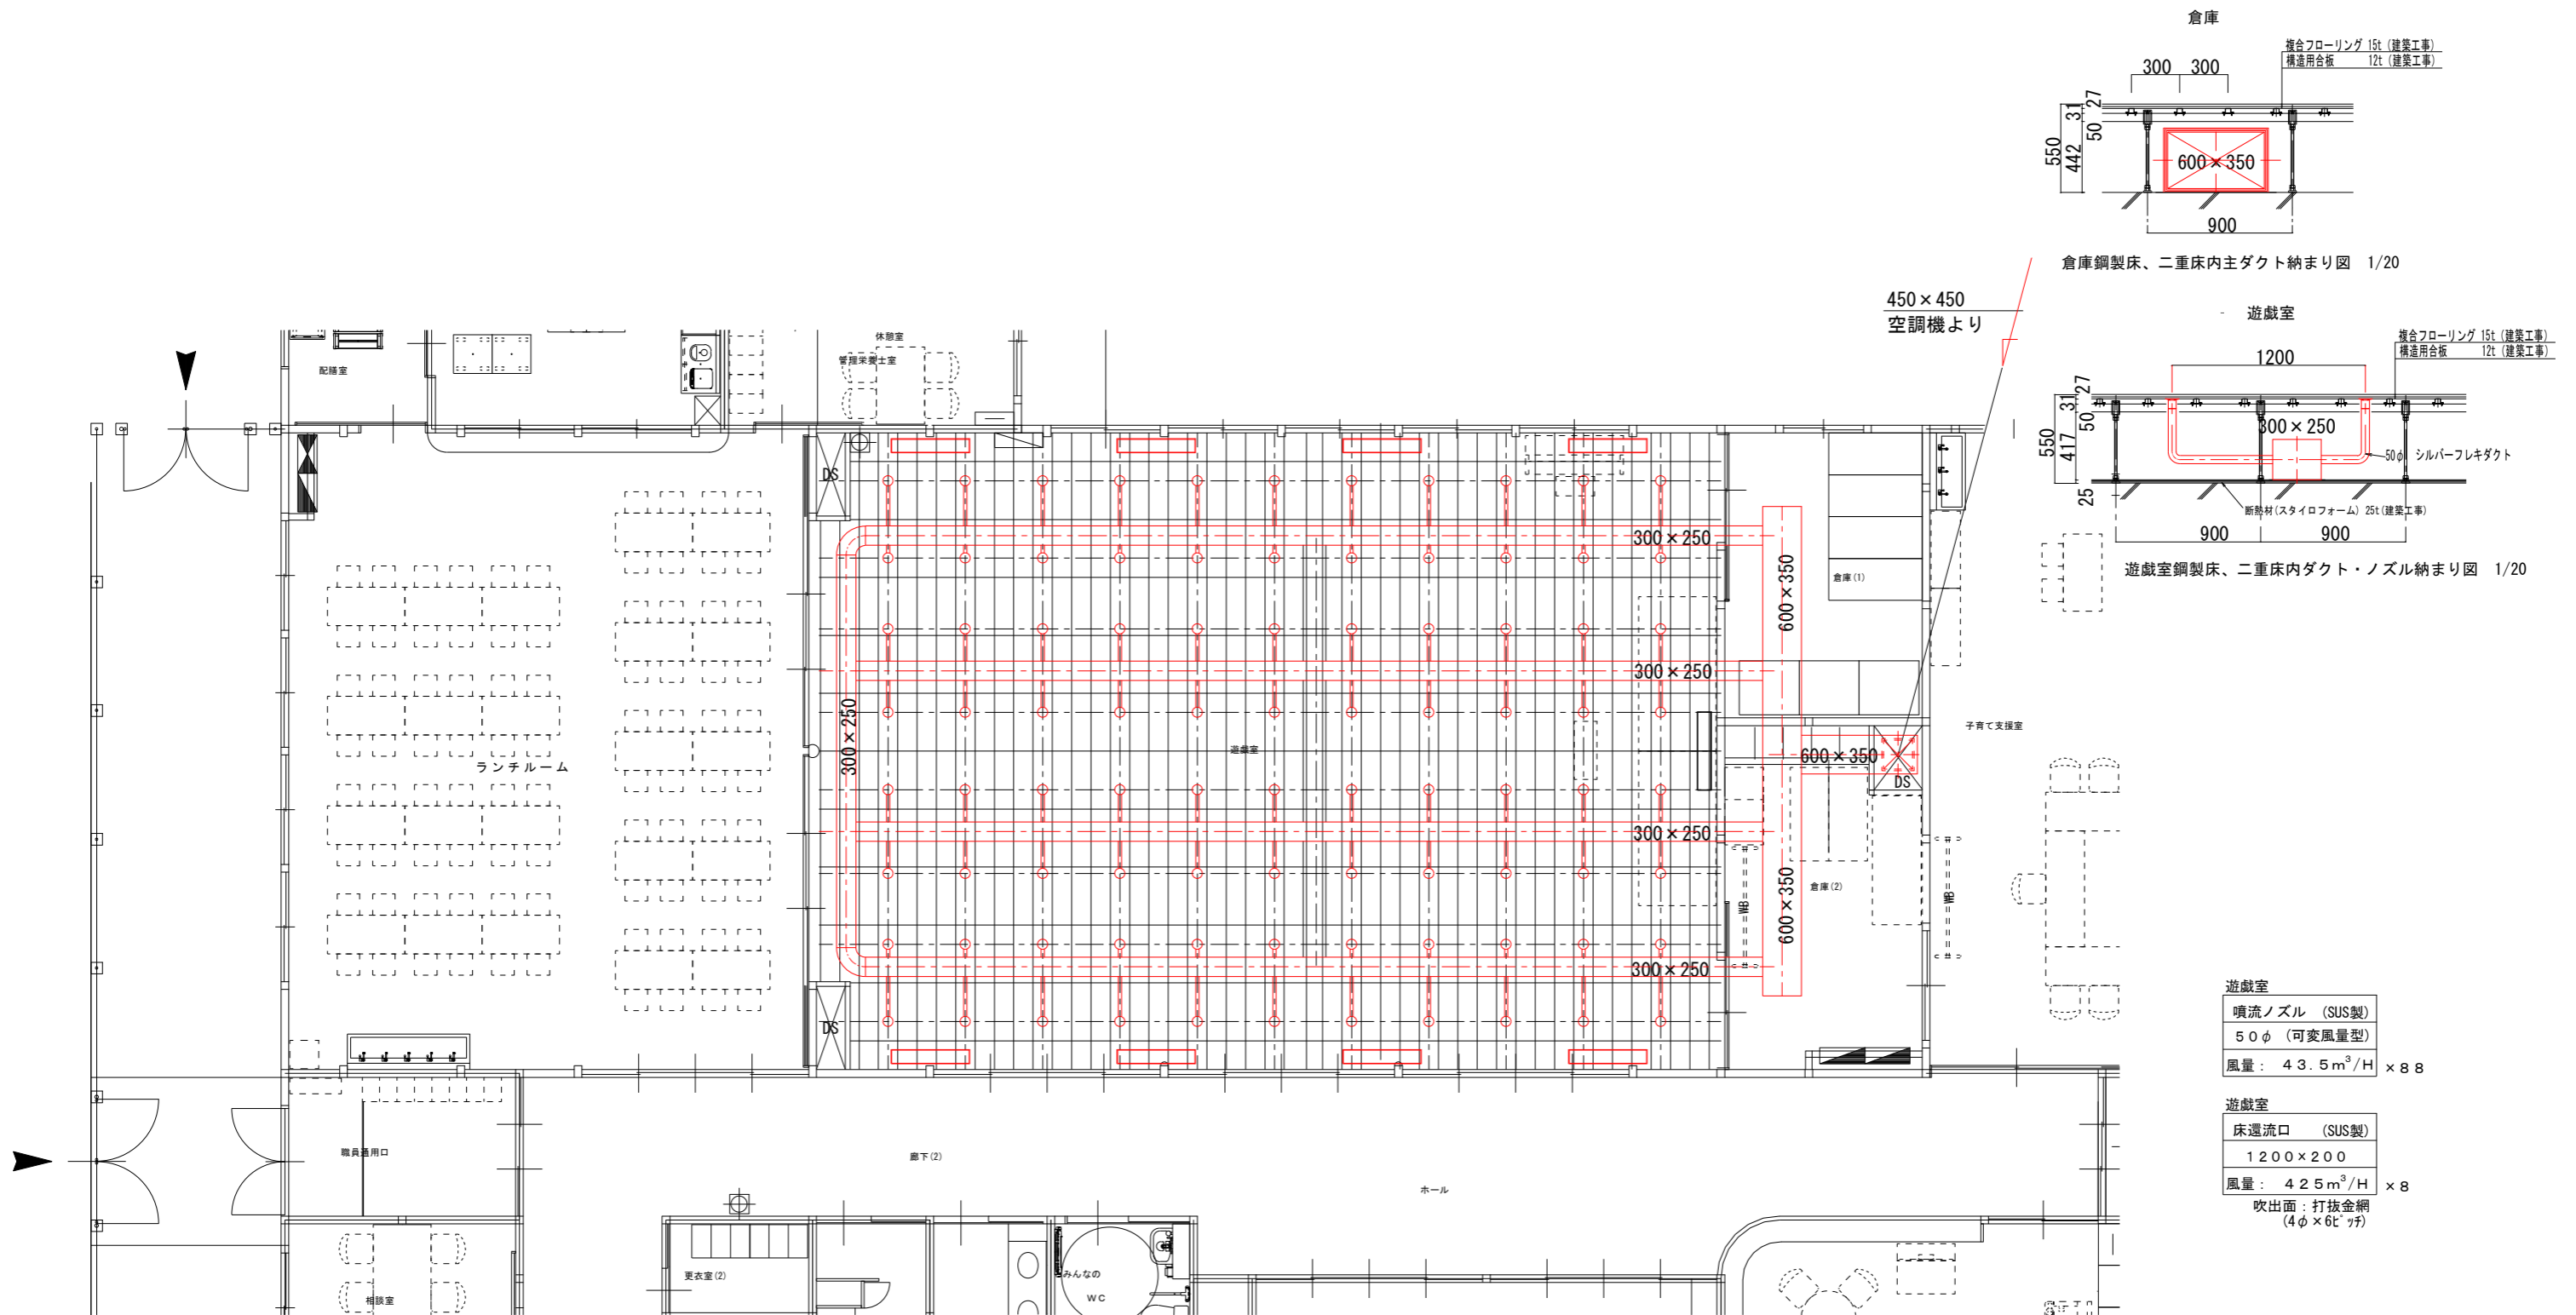 倉庫
複合フローリング 15t (建築工事)
構造用合板 12t (建築工事)
300 300
27
31
50
550
442
600×350
900
倉庫鋼製床、二重床内主ダクト納まり図 1/20
450×450
空調機より
遊戯室
複合フローリング 15t (建築工事)
構造用合板 12t (建築工事)
1200
27
31
50
550
417
25
300×250
50φ シルバーフレキダクト
断熱材(スタイロフォーム) 25t(建築工事)
900 900
遊戯室鋼製床、二重床内ダクト・ノズル納まり図 1/20
配膳室
休憩室
管理栄養士室
DS
300×250
600×350
倉庫(1)
300×250
300×250
ランチルーム
遊戯室
600×350
DS
子育て支援室
300×250
WB
600×350
倉庫(2)
WB
300×250
DS
遊戯室
噴流ノズル (SUS製)
50φ (可変風量型)
風量: 43.5m³/H ×88
遊戯室
床還流口 (SUS製)
1200×200
風量: 425m³/H ×8
吹出面:打抜金網
(4φ×6ピッチ)
職員通用口
廊下(2)
ホール
更衣室(2)
みんなの
WC
相談室